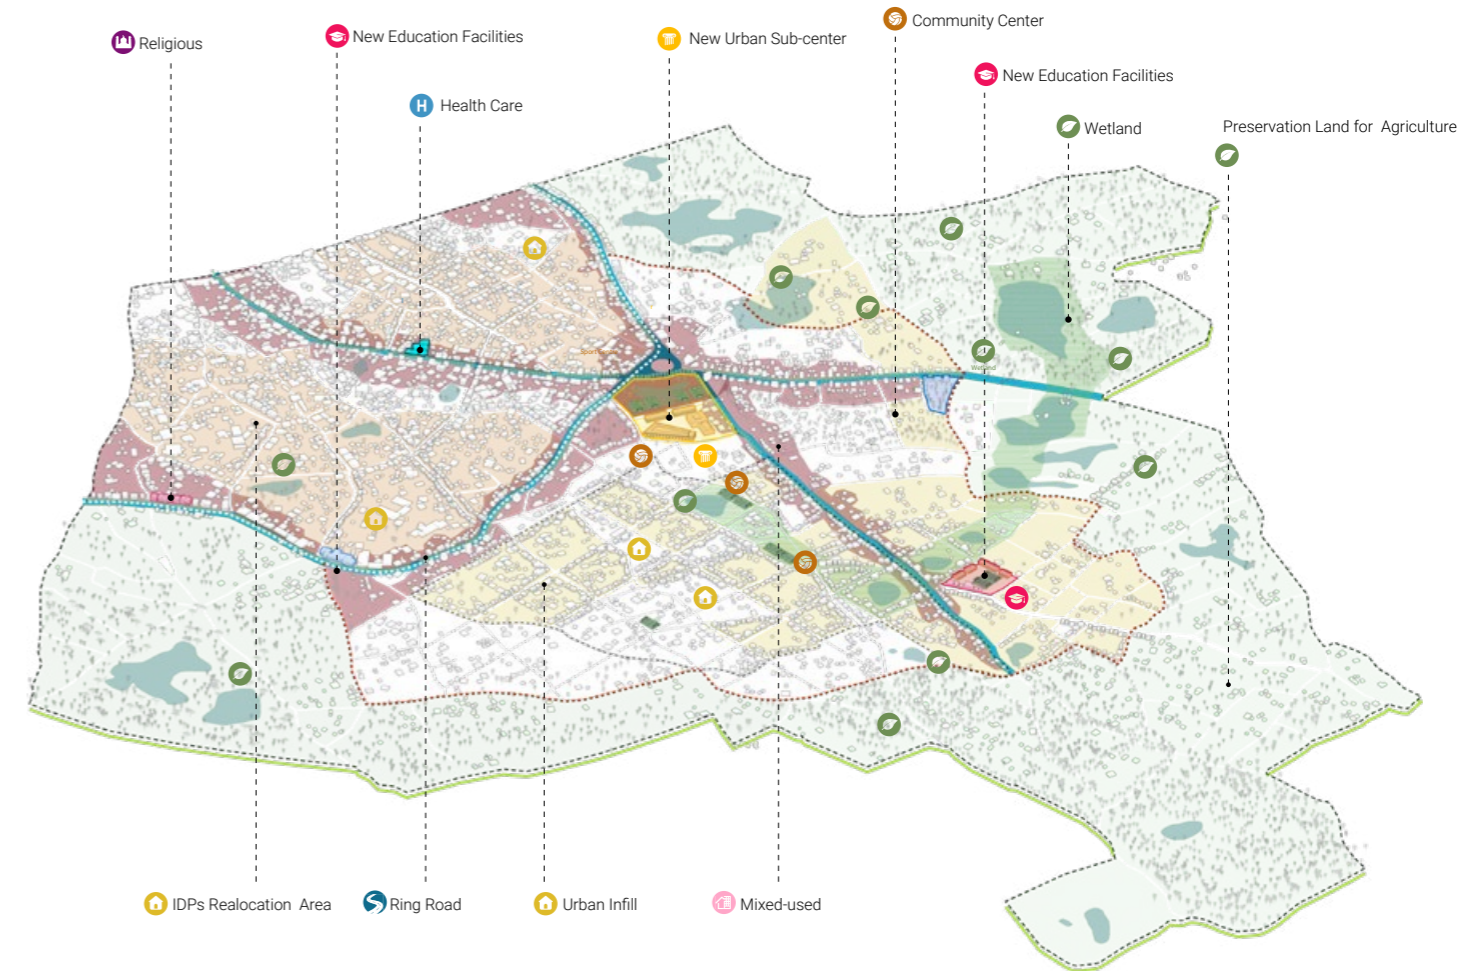 Community Center
Religious
New Education Facilities
New Urban Sub-center
New Education Facilities
H Health Care
Wetland
Preservation Land for Agriculture
Wetland
IDPs Realocation Area
Ring Road
Urban Infill
Mixed-used